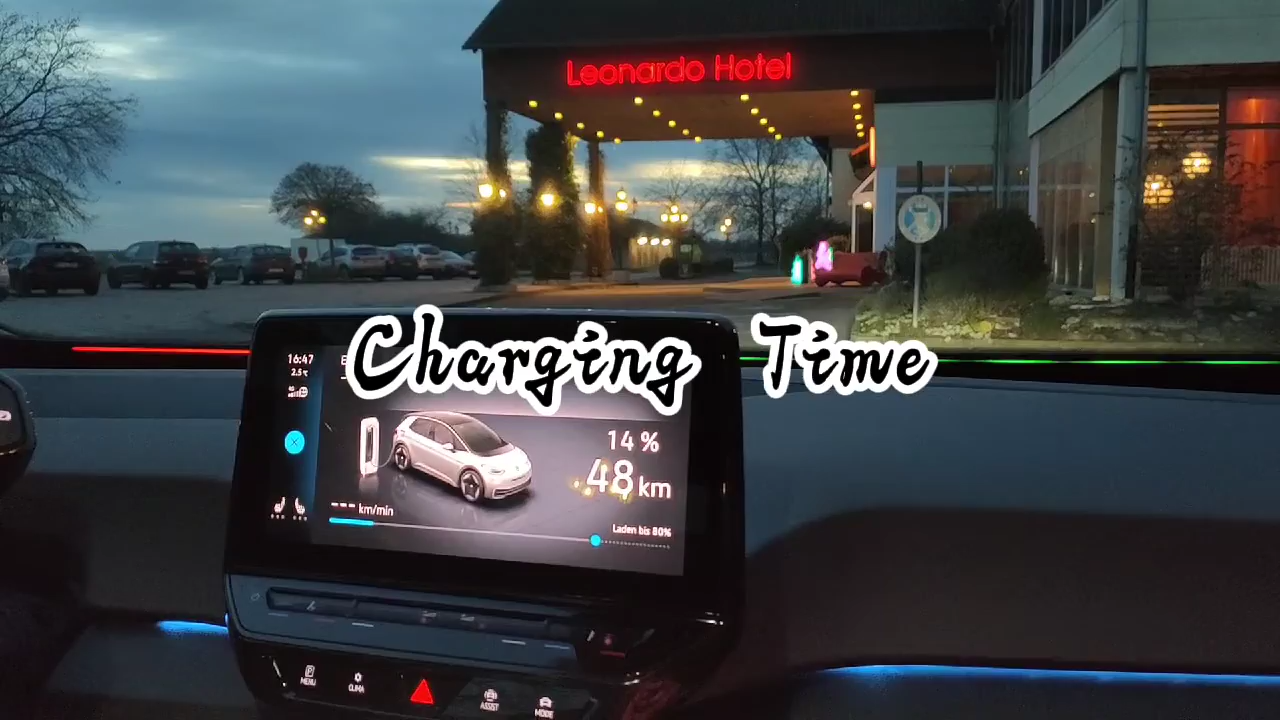 Leonardo Hotel
Charging Time
16:47
2.5°C
14 %
48 km
--- km/min
Laden bis 80%
MENU
CLIMA
ASSIST
MODE